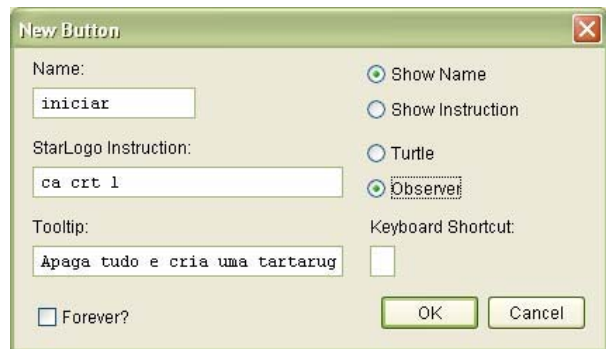 New Button
Name:
iniciar
StarLogo Instruction:
ca crt 1
Tooltip:
Apaga tudo e cria uma tartarug
Forever?
Show Name
Show Instruction
Turtle
Observer
Keyboard Shortcut:
OK
Cancel